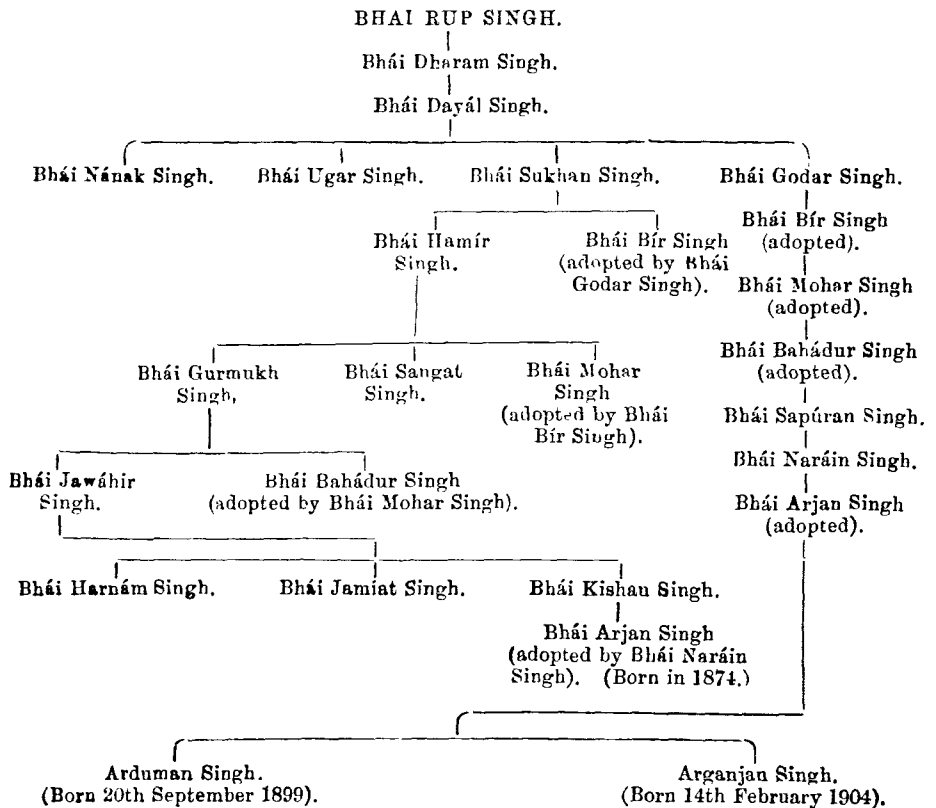 BHAI RUP SINGH.
Bhái Dharam Singh.
Bhái Dayál Singh.
Bhái Nának Singh.
Bhái Ugar Singh.
Bhái Sukhan Singh.
Bhái Godar Singh.
Bhái Hamír
Singh.
Bhái Bír Singh
(adopted by Bhái
Godar Singh).
Bhái Bír Singh
(adopted).
Bhái Mohar Singh
(adopted).
Bhái Gurmukh
Singh,
Bhái Sangat
Singh.
Bhái Mohar
Singh
(adopted by Bhái
Bír Singh).
Bhái Bahádur Singh
(adopted).
Bhái Sapúran Singh.
Bhái Jawáhir
Singh.
Bhái Bahádur Singh
(adopted by Bhái Mohar Singh).
Bhái Naráin Singh.
Bhái Arjan Singh
(adopted).
Bhái Harnám Singh.
Bhái Jamiat Singh.
Bhái Kishau Singh.
Bhái Arjan Singh
(adopted by Bhái Naráin
Singh). (Born in 1874.)
Arduman Singh.
(Born 20th September 1899).
Arganjan Singh.
(Born 14th February 1904).